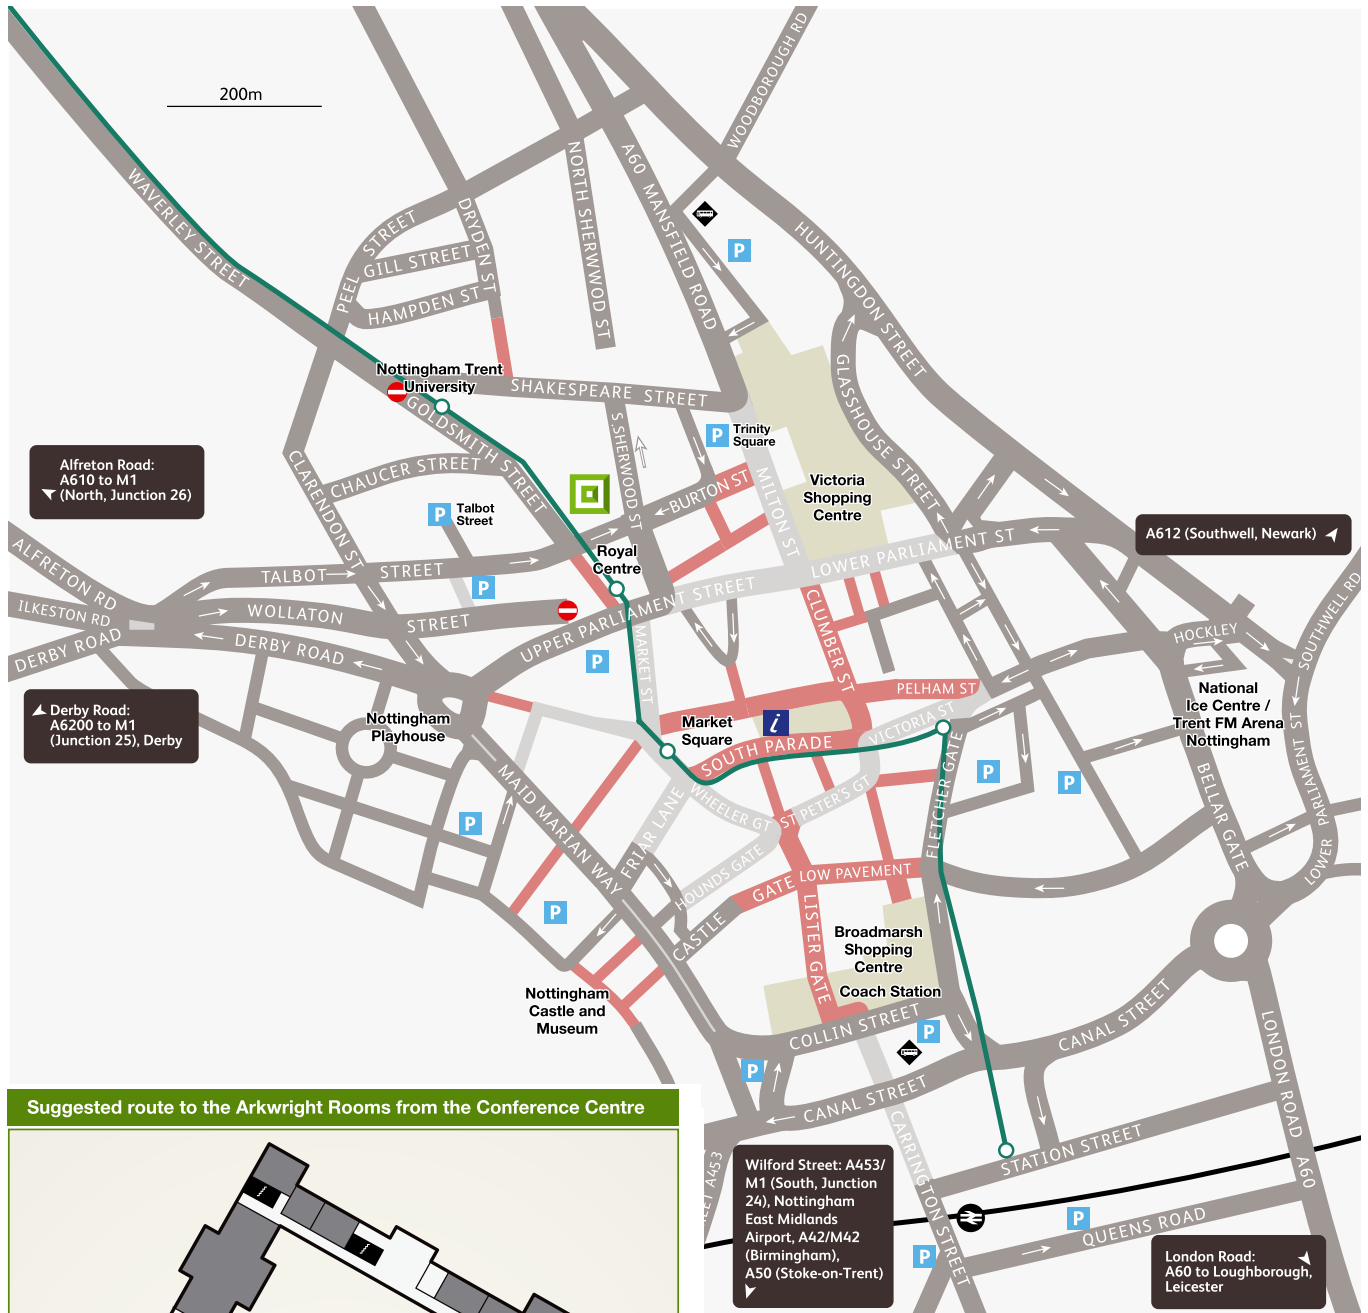 200m
WOODBOROUGH RD
WAVERLEY STREET
PEEL STREET
GILL STREET
HAMPDEN ST
DRYDEN ST
NORTH SHERWWOD ST
A60 MANSFIELD ROAD
P
HUNTINGDON STREET
GLASSHOUSE STREET
Nottingham Trent
University
SHAKESPEARE STREET
GOLDSMITH STREET
S.SHERWOOD ST
P
Trinity
Square
MILTON ST
BURTON ST
Victoria
Shopping
Centre
CHAUCER STREET
CLARENDON ST
P
Talbot
Street
Alfreton Road:
A610 to M1
(North, Junction 26)
A612 (Southwell, Newark)
ALFRETON RD
ILKESTON RD
DERBY ROAD
TALBOT STREET
P
WOLLATON STREET
DERBY ROAD
Royal
Centre
UPPER PARLIAMENT STREET
LOWER PARLIAMENT ST
P
MARKET ST
CLUMBER ST
PELHAM ST
VICTORIA ST
HOCKLEY
SOUTHWELL RD
Derby Road:
A6200 to M1
(Junction 25), Derby
Nottingham
Playhouse
Market
Square
i
SOUTH PARADE
National
Ice Centre /
Trent FM Arena
Nottingham
BELLAR GATE
LOWER PARLIAMENT ST
MAID MARIAN WAY
P
FRIAR LANE
WHEELER GT
ST PETER'S GT
FLETCHER GATE
P
P
HOUNDS GATE
CASTLE GATE
LOW PAVEMENT
LISTER GATE
P
Broadmarsh
Shopping
Centre
Coach Station
Nottingham
Castle and
Museum
COLLIN STREET
P
P
CANAL STREET
CANAL STREET
CARRINGTON STREET
STATION STREET
LONDON ROAD A60
P
P
QUEENS ROAD
Suggested route to the Arkwright Rooms from the Conference Centre
Wilford Street: A453/
M1 (South, Junction
24), Nottingham
East Midlands
Airport, A42/M42
(Birmingham),
A50 (Stoke-on-Trent)
London Road:
A60 to Loughborough,
Leicester